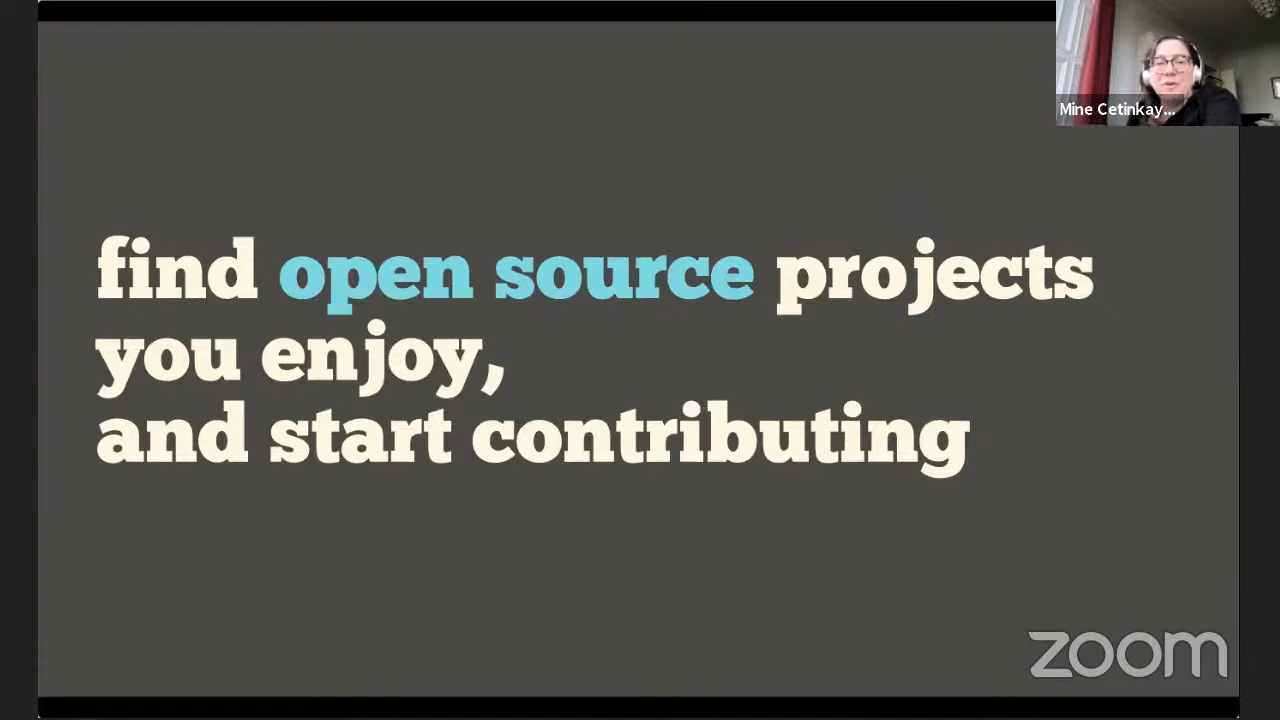 Mine Cetinkay...
find open source projects
you enjoy,
and start contributing
zoom